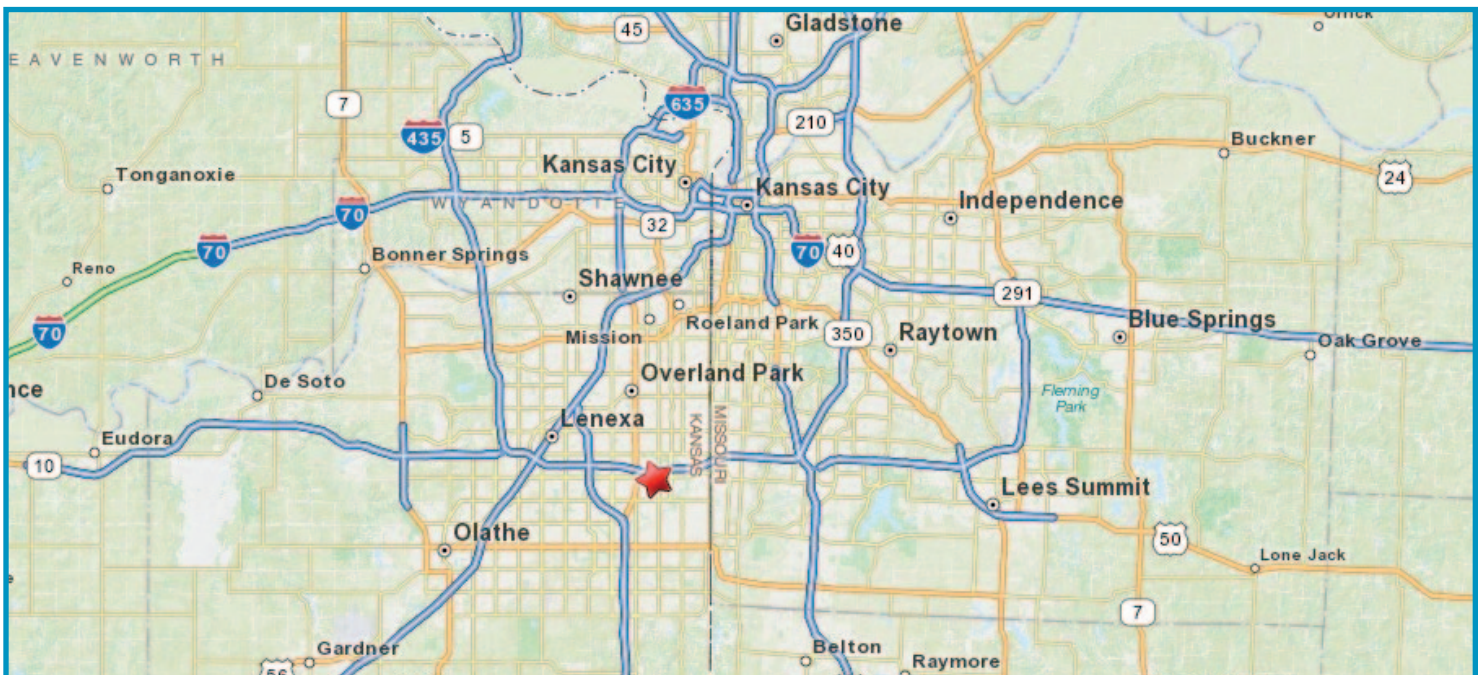 Gladstone
Orrick
45
EAVENWORTH
7
635
435
5
210
Buckner
Tonganoxie
Kansas City
24
Kansas City
Independence
WYANDOTTE
70
32
70
70
40
Bonner Springs
Reno
Shawnee
291
70
Mission
Roeland Park
350
Raytown
Blue Springs
Oak Grove
nce
De Soto
Overland Park
Fleming
Park
Lenexa
KANSAS
MISSOURI
Eudora
10
Lees Summit
Olathe
50
Lone Jack
7
Gardner
56
Belton
Raymore